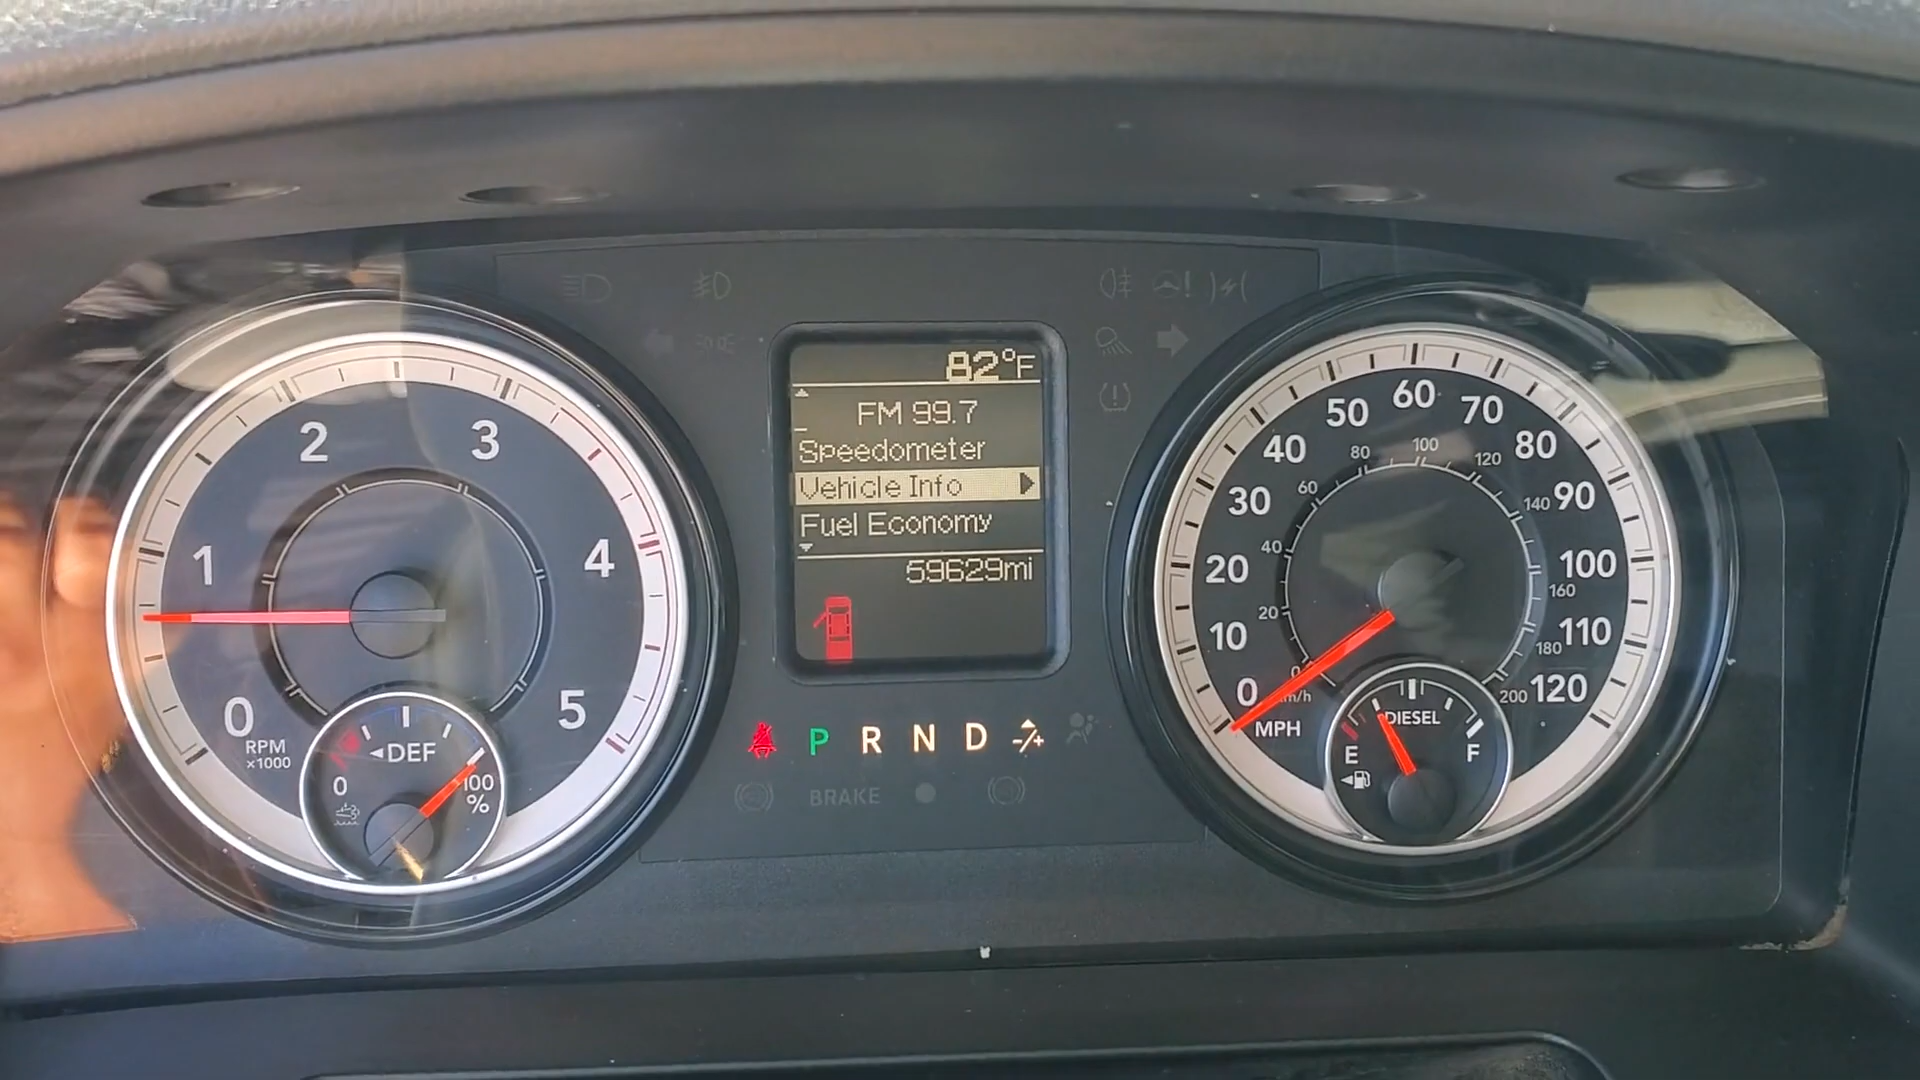 82°F
FM 99.7
Speedometer
Vehicle Info
Fuel Economy
59629mi
P R N D
BRAKE
0 1 2 3 4 5
RPM
×1000
DEF
0 100
%
0 10 20 30 40 50 60 70 80 90 100 110 120
MPH
0 20 40 60 80 100 120 140 160 180 200
km/h
DIESEL
E F